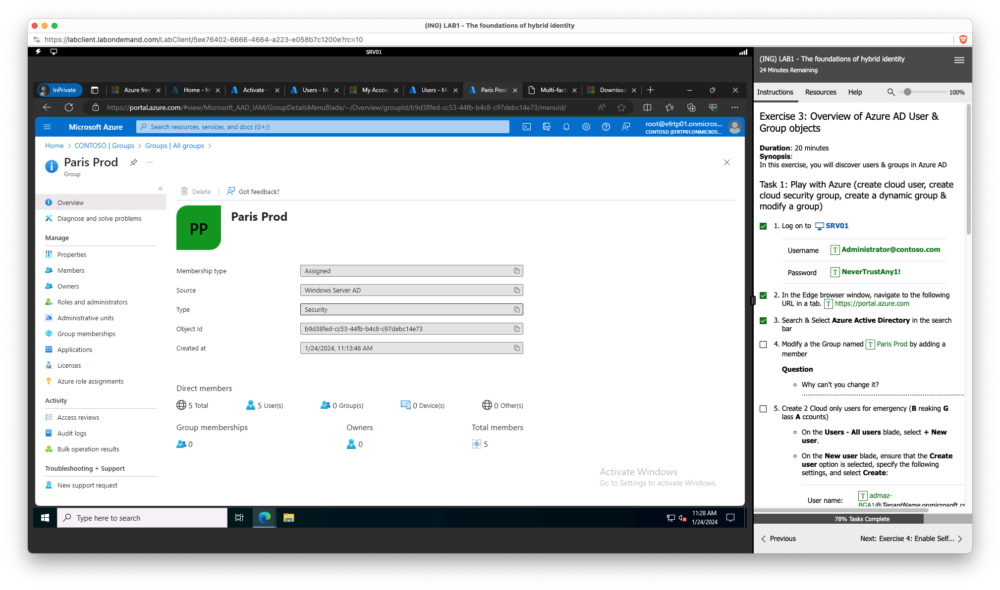 (ING) LAB1 - The foundations of hybrid identity
https://labclient.labondemand.com/LabClient/5ee76402-6666-4664-a223-e058b7c1200e?rc=10
SRV01
InPrivate
Azure free
Home - M
Activate -
Users - Mi
My Accou
Users - Mi
Paris Prod
Multi-fact
Download
https://portal.azure.com/#view/Microsoft_AAD_IAM/GroupDetailsMenuBlade/~/Overview/groupId/b9d38fed-cc53-44fb-b4c8-c97debc14e73/menuId/
Microsoft Azure
Search resources, services, and docs (G+/)
root@efrtp01.onmicros...
CONTOSO (EFRTP01.ONMICROS...
Home > CONTOSO | Groups > Groups | All groups >
Paris Prod
Group
Overview
Diagnose and solve problems
Manage
Properties
Members
Owners
Roles and administrators
Administrative units
Group memberships
Applications
Licenses
Azure role assignments
Activity
Access reviews
Audit logs
Bulk operation results
Troubleshooting + Support
New support request
Delete
Got feedback?
PP
Paris Prod
Membership type
Assigned
Source
Windows Server AD
Type
Security
Object Id
b9d38fed-cc53-44fb-b4c8-c97debc14e73
Created at
1/24/2024, 11:13:46 AM
Direct members
5 Total
5 User(s)
0 Group(s)
0 Device(s)
0 Other(s)
Group memberships
0
Owners
0
Total members
5
Activate Windows
Go to Settings to activate Windows.
Type here to search
11:28 AM
1/24/2024
(ING) LAB1 - The foundations of hybrid identity
24 Minutes Remaining
Instructions
Resources
Help
100%
Exercise 3: Overview of Azure AD User &
Group objects
Duration: 20 minutes
Synopsis:
In this exercise, you will discover users & groups in Azure AD
Task 1: Play with Azure (create cloud user, create
cloud security group, create a dynamic group &
modify a group)
1. Log on to SRV01
Username
T Administrator@contoso.com
Password
T NeverTrustAny1!
2. In the Edge browser window, navigate to the following
URL in a tab. T https://portal.azure.com
3. Search & Select Azure Active Directory in the search
bar
4. Modify a the Group named T Paris Prod by adding a
member
Question
Why can't you change it?
5. Create 2 Cloud only users for emergency (B reaking G
lass A ccounts)
On the Users - All users blade, select + New
user.
On the New user blade, ensure that the Create
user option is selected, specify the following
settings, and select Create:
User name:
T admaz-
BGA1@TenantName.onmicrosoft.co
78% Tasks Complete
Previous
Next: Exercise 4: Enable Self...